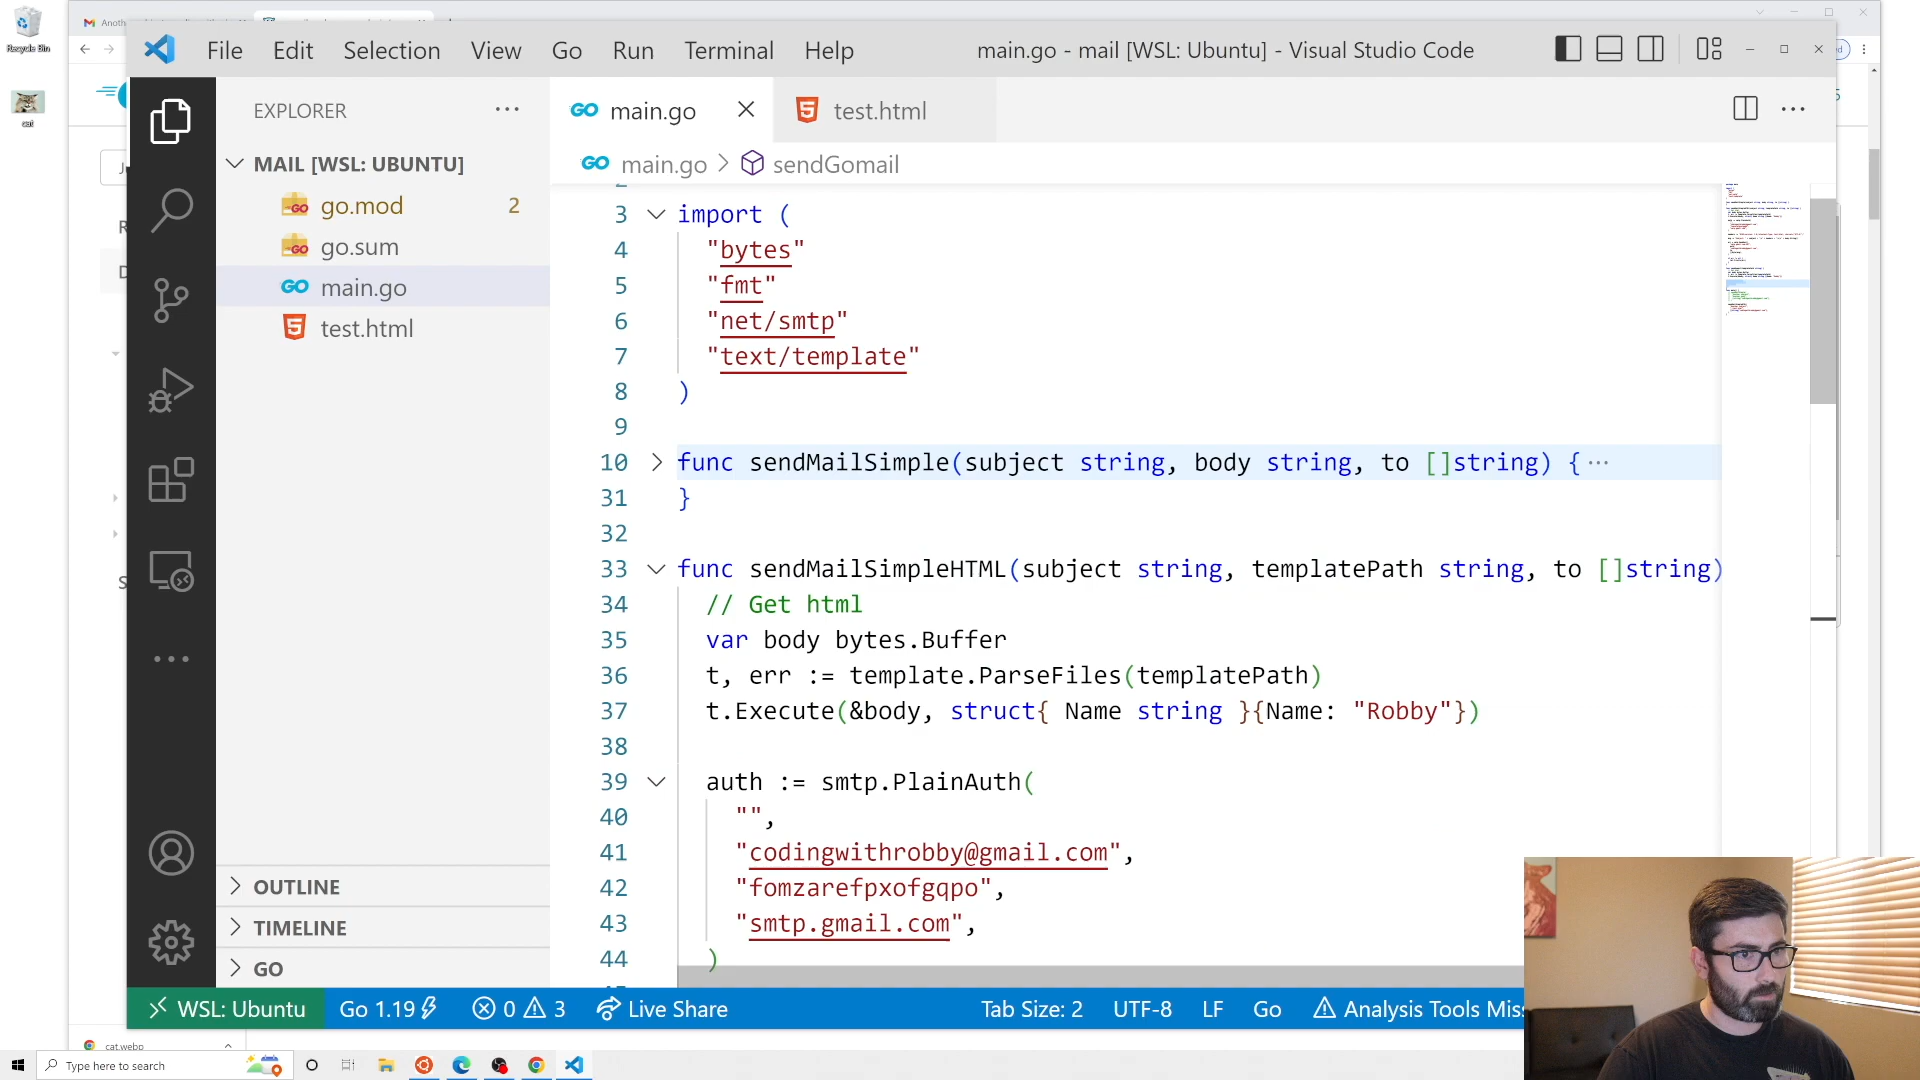 Recycle Bin
cat
File Edit Selection View Go Run Terminal Help
main.go - mail [WSL: Ubuntu] - Visual Studio Code
EXPLORER
MAIL [WSL: UBUNTU]
go.mod 2
go.sum
main.go
test.html
OUTLINE
TIMELINE
GO
main.go test.html
main.go > sendGomail
3 import (
4 "bytes"
5 "fmt"
6 "net/smtp"
7 "text/template"
8 )
9
10 func sendMailSimple(subject string, body string, to []string) {···
31 }
32
33 func sendMailSimpleHTML(subject string, templatePath string, to []string)
34 // Get html
35 var body bytes.Buffer
36 t, err := template.ParseFiles(templatePath)
37 t.Execute(&body, struct{ Name string }{Name: "Robby"})
38
39 auth := smtp.PlainAuth(
40 "",
41 "codingwithrobby@gmail.com",
42 "fomzarefpxofgqpo",
43 "smtp.gmail.com",
44 )
WSL: Ubuntu Go 1.19 0 3 Live Share Tab Size: 2 UTF-8 LF Go Analysis Tools Miss
cat.webp
Type here to search